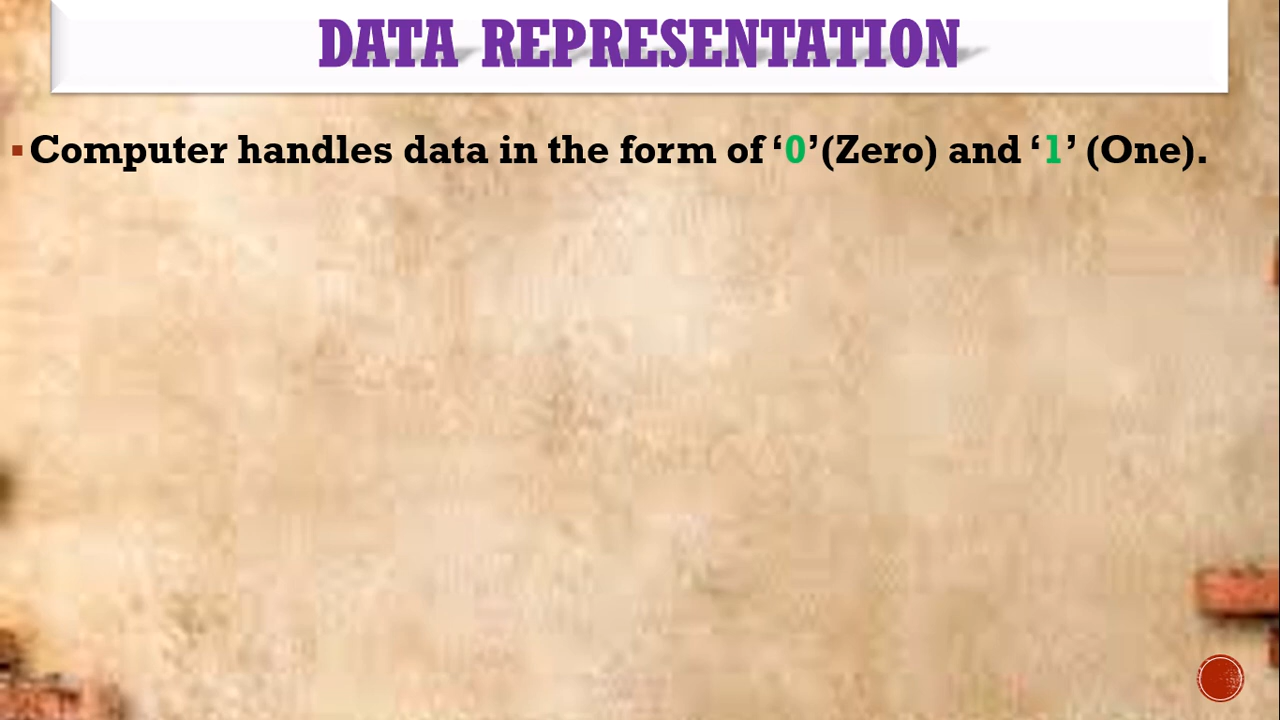 DATA REPRESENTATION
▪Computer handles data in the form of ‘0’(Zero) and ‘1’ (One).